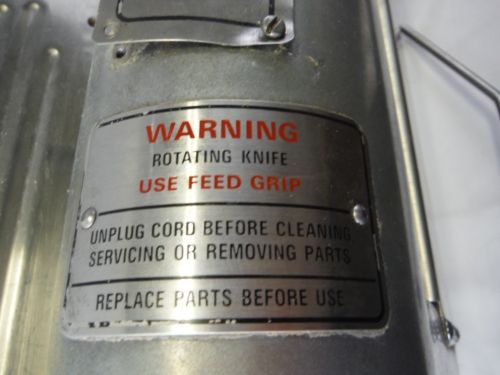 WARNING
ROTATING KNIFE
USE FEED GRIP
UNPLUG CORD BEFORE CLEANING
SERVICING OR REMOVING PARTS
REPLACE PARTS BEFORE USE